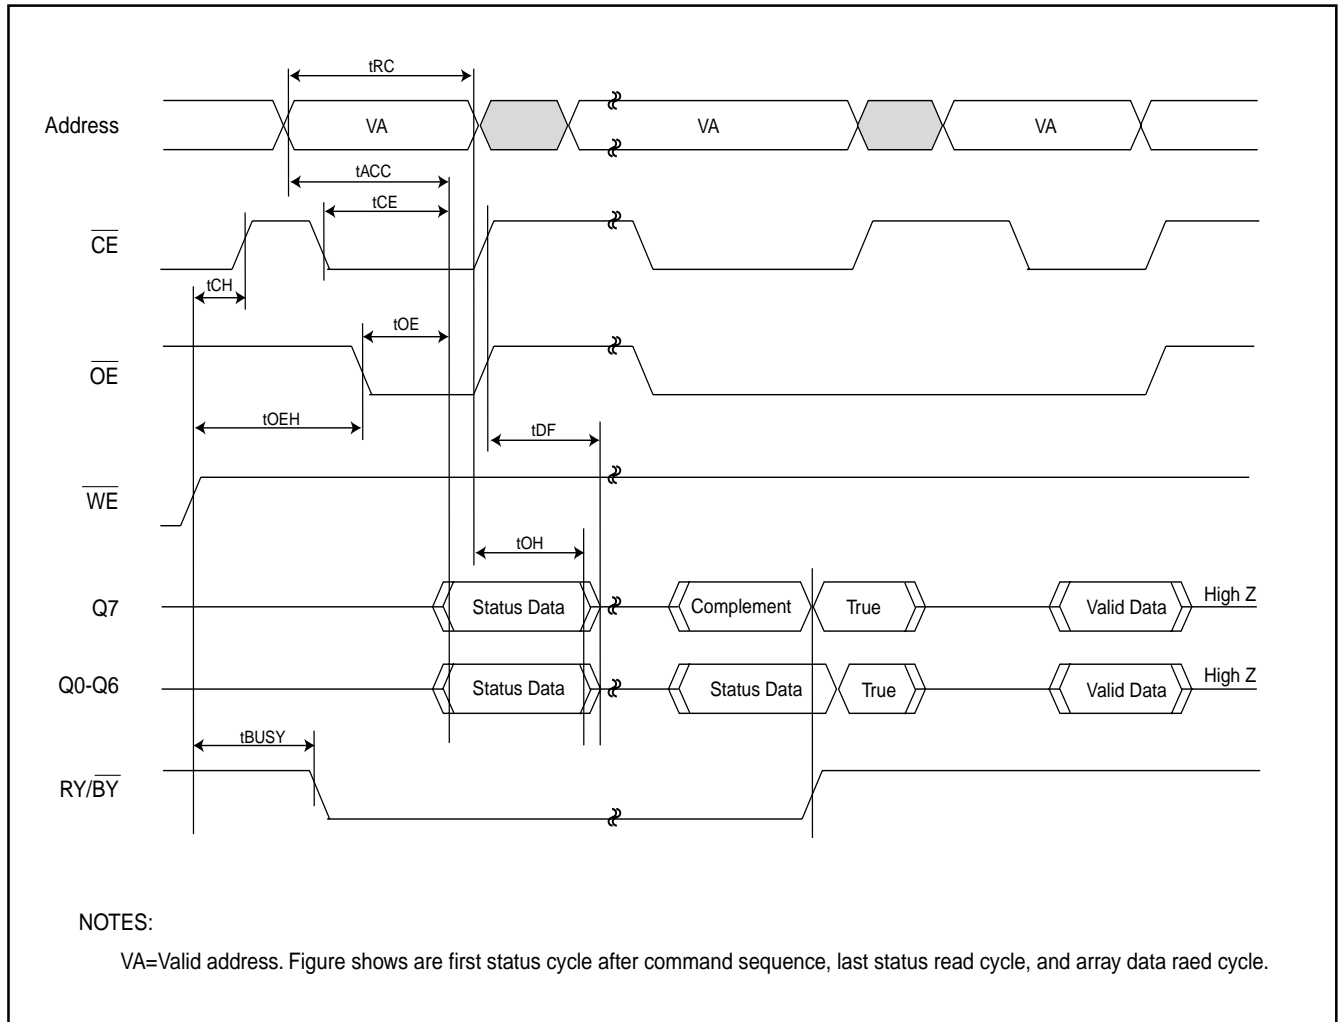 tRC
Address VA VA VA
tACC
tCE
CE
tCH
tOE
OE
tOEH
tDF
WE
tOH
Q7 Status Data Complement True Valid Data High Z
Q0-Q6 Status Data Status Data True Valid Data High Z
tBUSY
RY/BY
NOTES:
VA=Valid address. Figure shows are first status cycle after command sequence, last status read cycle, and array data raed cycle.